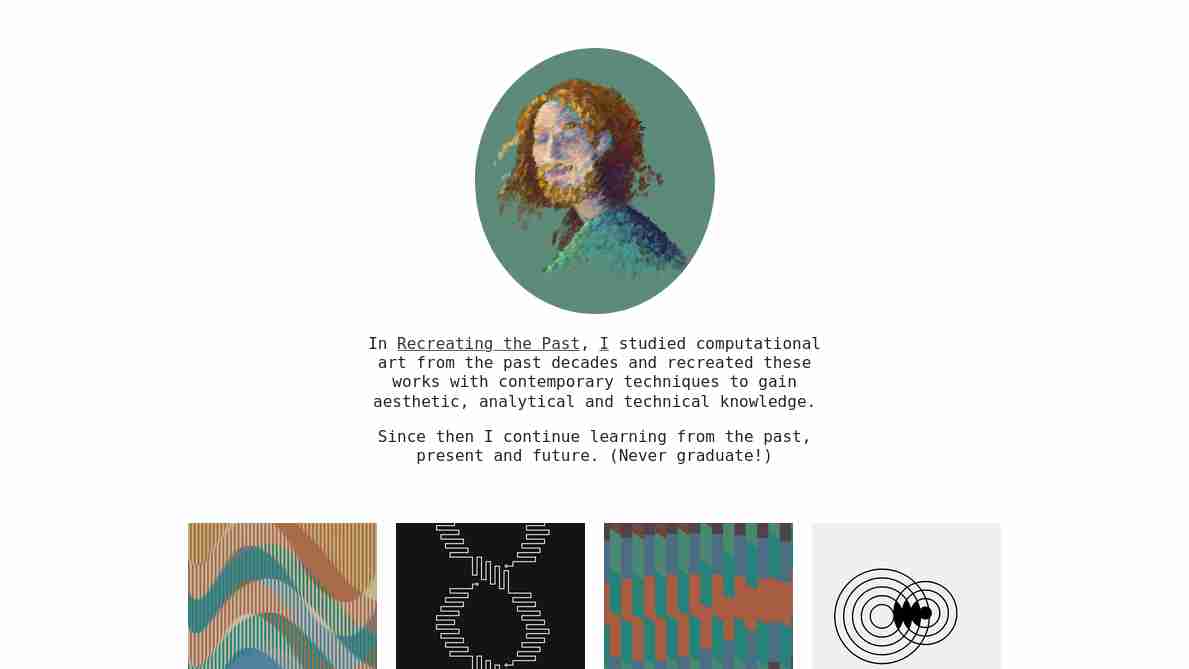 In Recreating the Past, I studied computational
art from the past decades and recreated these
works with contemporary techniques to gain
aesthetic, analytical and technical knowledge.
Since then I continue learning from the past,
present and future. (Never graduate!)